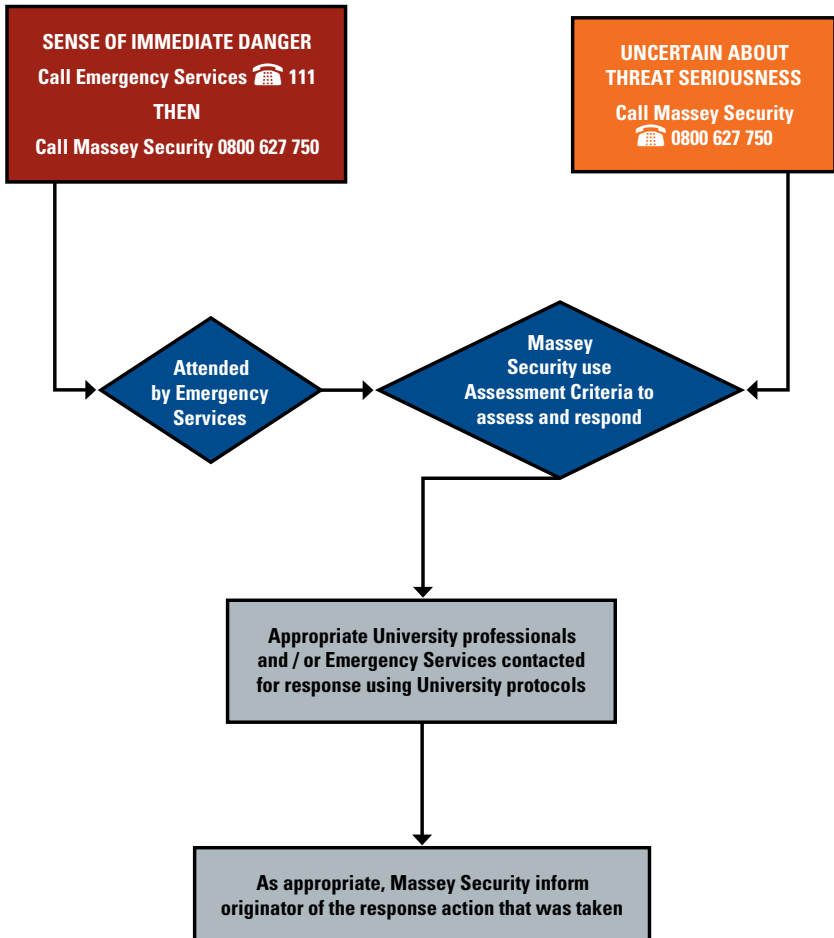 SENSE OF IMMEDIATE DANGER
Call Emergency Services ☎ 111
THEN
Call Massey Security 0800 627 750
UNCERTAIN ABOUT
THREAT SERIOUSNESS
Call Massey Security
☎ 0800 627 750
Attended
by Emergency
Services
Massey
Security use
Assessment Criteria to
assess and respond
Appropriate University professionals
and / or Emergency Services contacted
for response using University protocols
As appropriate, Massey Security inform
originator of the response action that was taken